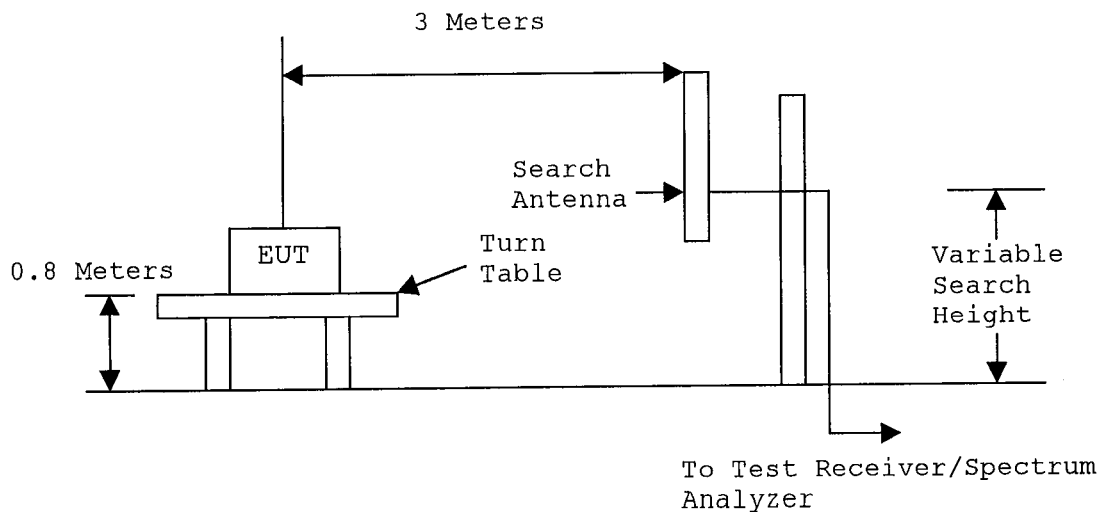 3 Meters
Search
Antenna
EUT
Turn
Table
0.8 Meters
Variable
Search
Height
To Test Receiver/Spectrum
Analyzer